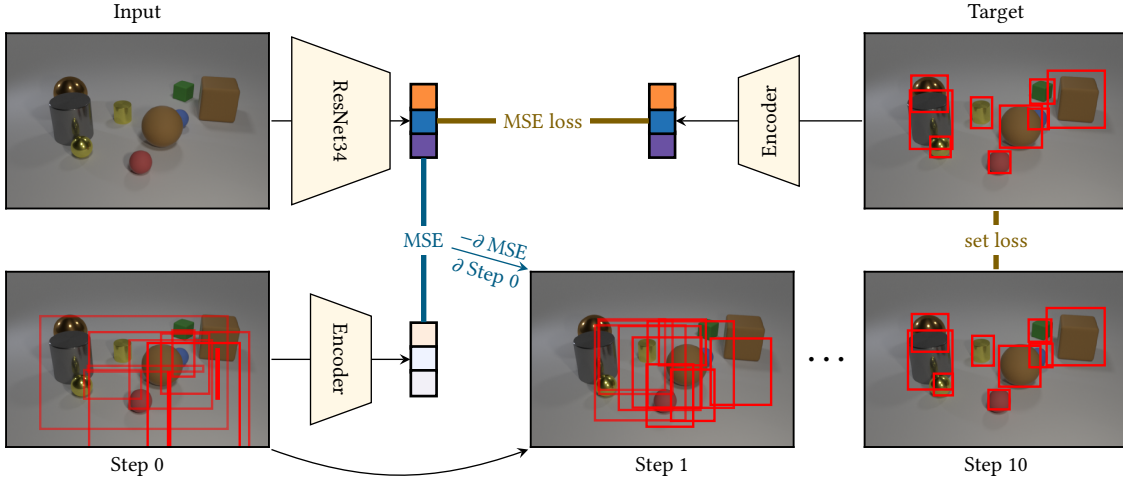 Input
Target
ResNet34
MSE loss
Encoder
MSE
−∂ MSE
∂ Step 0
set loss
Encoder
...
Step 0
Step 1
Step 10